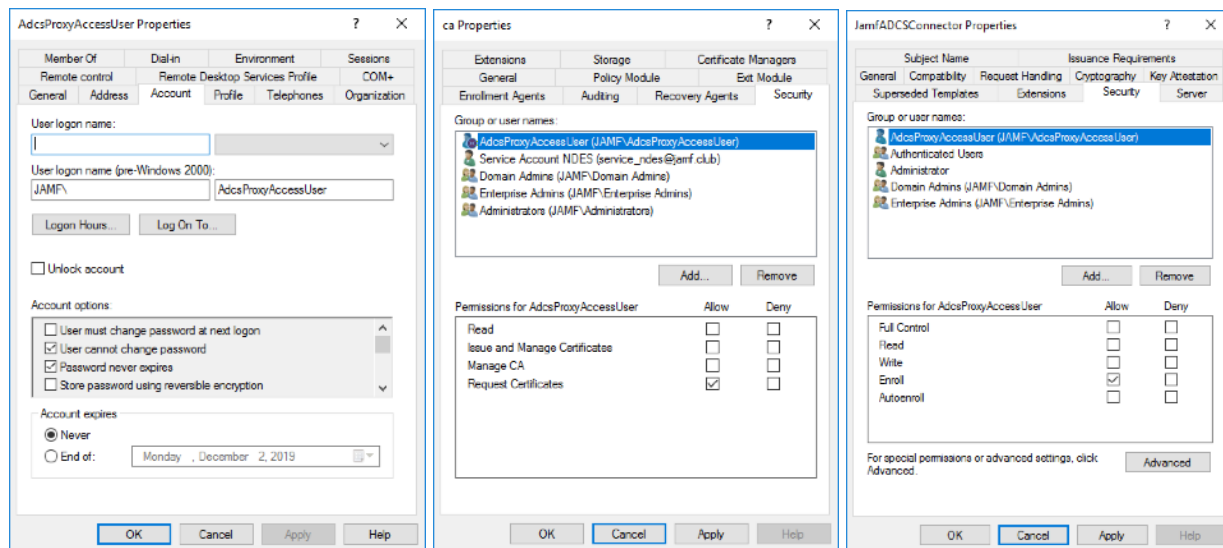 AdcsProxyAccessUser Properties ? ×
Member Of Dial-in Environment Sessions
Remote control Remote Desktop Services Profile COM+
General Address Account Profile Telephones Organization
User logon name:
User logon name (pre-Windows 2000):
JAMF\ AdcsProxyAccessUser
Logon Hours... Log On To...
Unlock account
Account options:
User must change password at next logon
User cannot change password
Password never expires
Store password using reversible encryption
Account expires
Never
End of: Monday , December 2, 2019
OK Cancel Apply Help
ca Properties ? ×
Extensions Storage Certificate Managers
General Policy Module Exit Module
Enrollment Agents Auditing Recovery Agents Security
Group or user names:
AdcsProxyAccessUser (JAMF\AdcsProxyAccessUser)
Service Account NDES (service_ndes@jamf.club)
Domain Admins (JAMF\Domain Admins)
Enterprise Admins (JAMF\Enterprise Admins)
Administrators (JAMF\Administrators)
Add... Remove
Permissions for AdcsProxyAccessUser Allow Deny
Read
Issue and Manage Certificates
Manage CA
Request Certificates
OK Cancel Apply Help
JamfADCSConnector Properties ? ×
Subject Name Issuance Requirements
General Compatibility Request Handling Cryptography Key Attestation
Superseded Templates Extensions Security Server
Group or user names:
AdcsProxyAccessUser (JAMF\AdcsProxyAccessUser)
Authenticated Users
Administrator
Domain Admins (JAMF\Domain Admins)
Enterprise Admins (JAMF\Enterprise Admins)
Add... Remove
Permissions for AdcsProxyAccessUser Allow Deny
Full Control
Read
Write
Enroll
Autoenroll
For special permissions or advanced settings, click
Advanced. Advanced
OK Cancel Apply Help